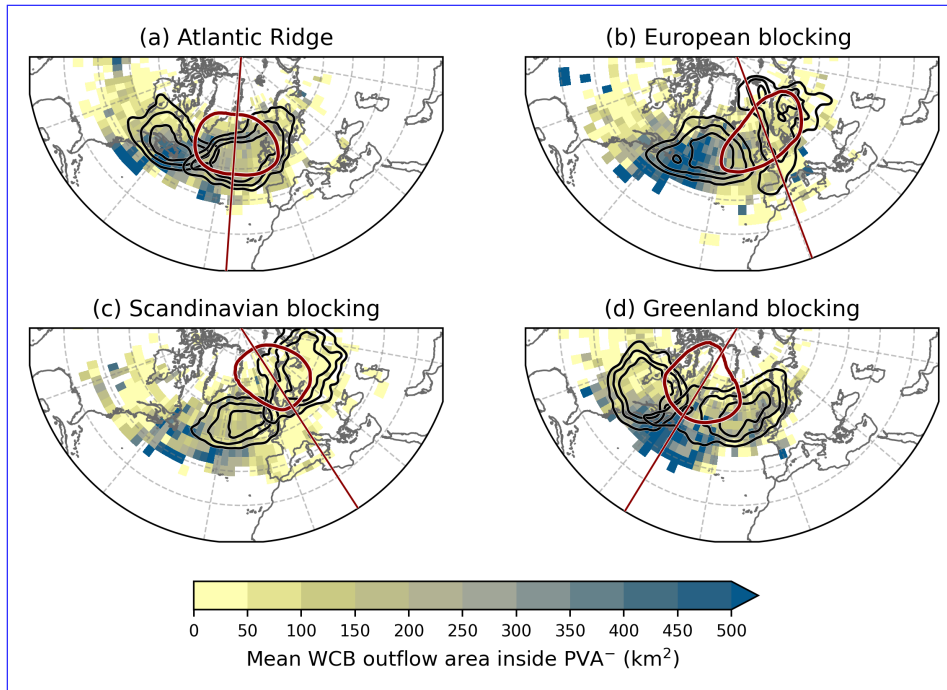 (a) Atlantic Ridge
(b) European blocking
(c) Scandinavian blocking
(d) Greenland blocking
0 50 100 150 200 250 300 350 400 450 500
Mean WCB outflow area inside PVA⁻ (km²)